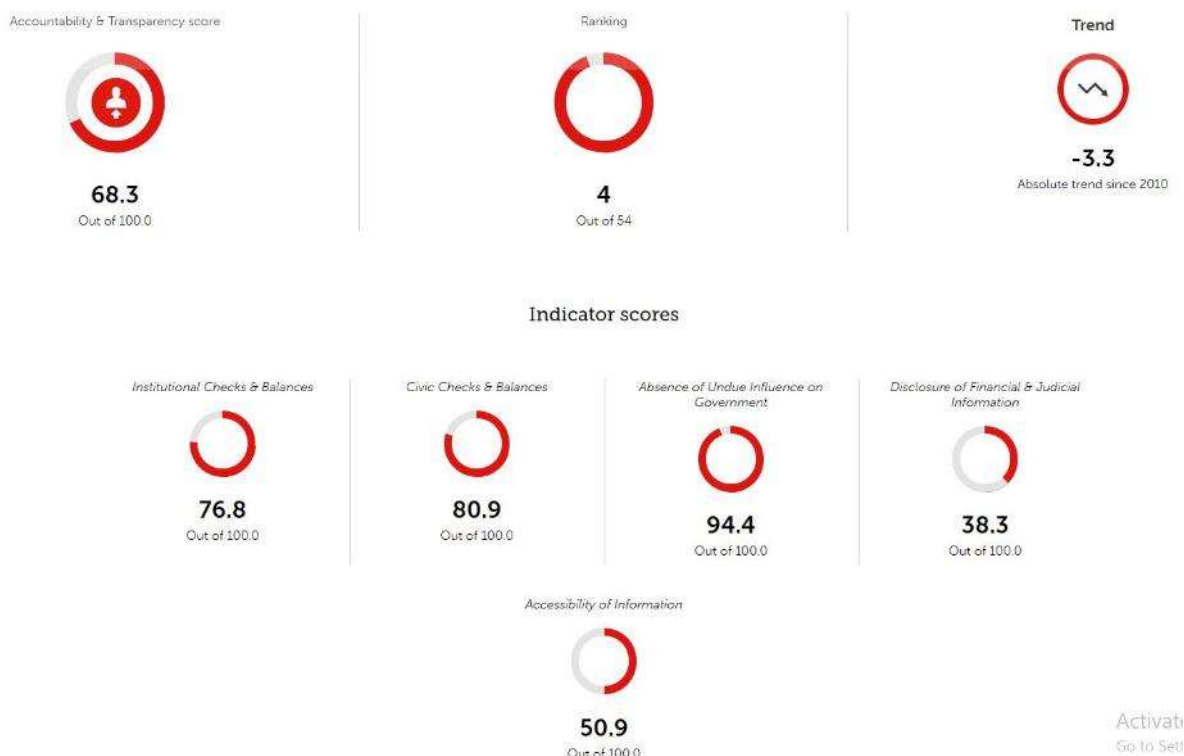 Accountability & Transparency score
Ranking
Trend
68.3
Out of 100.0
4
Out of 54
-3.3
Absolute trend since 2010
Indicator scores
Institutional Checks & Balances
76.8
Out of 100.0
Civic Checks & Balances
80.9
Out of 100.0
Absence of Undue Influence on
Government
94.4
Out of 100.0
Disclosure of Financial & Judicial
Information
38.3
Out of 100.0
Accessibility of Information
50.9
Out of 100.0
Activate
Go to Sett